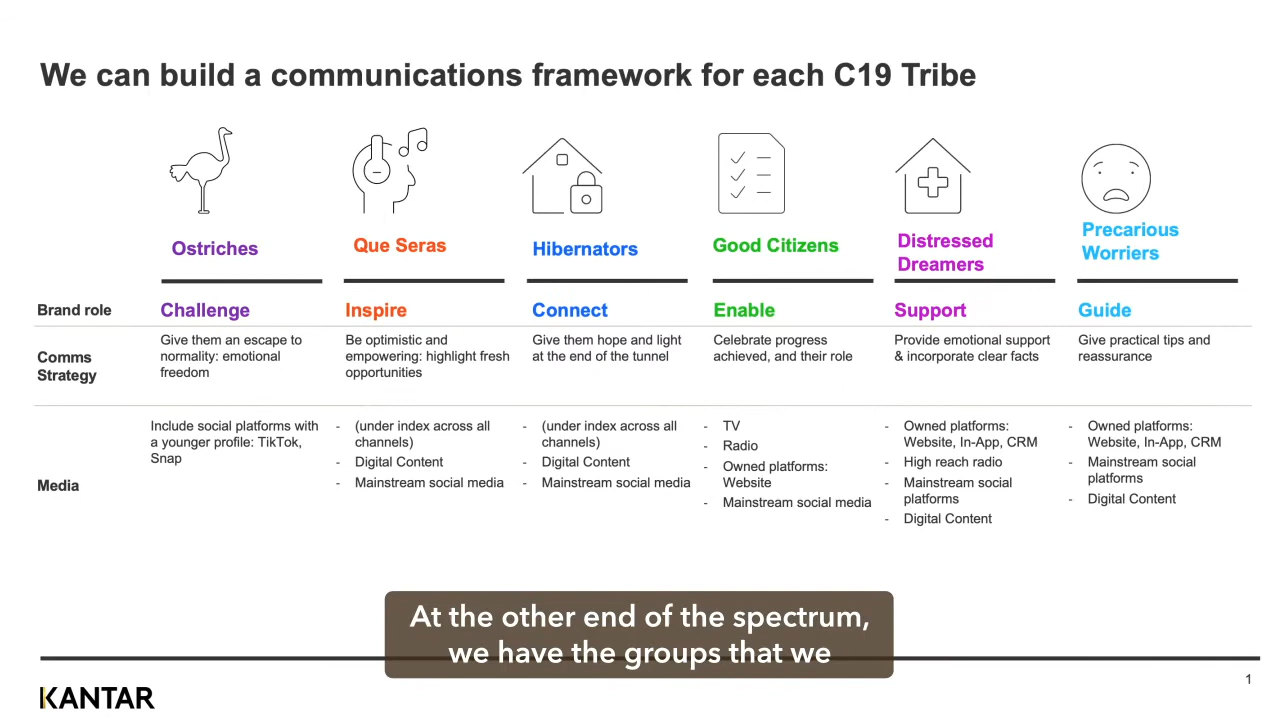 We can build a communications framework for each C19 Tribe
Ostriches
Que Seras
Hibernators
Good Citizens
Distressed
Dreamers
Precarious
Worriers
Brand role
Challenge
Inspire
Connect
Enable
Support
Guide
Comms
Strategy
Give them an escape to
normality: emotional
freedom
Be optimistic and
empowering: highlight fresh
opportunities
Give them hope and light
at the end of the tunnel
Celebrate progress
achieved, and their role
Provide emotional support
& incorporate clear facts
Give practical tips and
reassurance
Media
Include social platforms with
a younger profile: TikTok,
Snap
- (under index across all
channels)
- Digital Content
- Mainstream social media
- (under index across all
channels)
- Digital Content
- Mainstream social media
- TV
- Radio
- Owned platforms:
Website
- Mainstream social media
- Owned platforms:
Website, In-App, CRM
- High reach radio
- Mainstream social
platforms
- Digital Content
- Owned platforms:
Website, In-App, CRM
- Mainstream social
platforms
- Digital Content
At the other end of the spectrum,
we have the groups that we
KANTAR
1